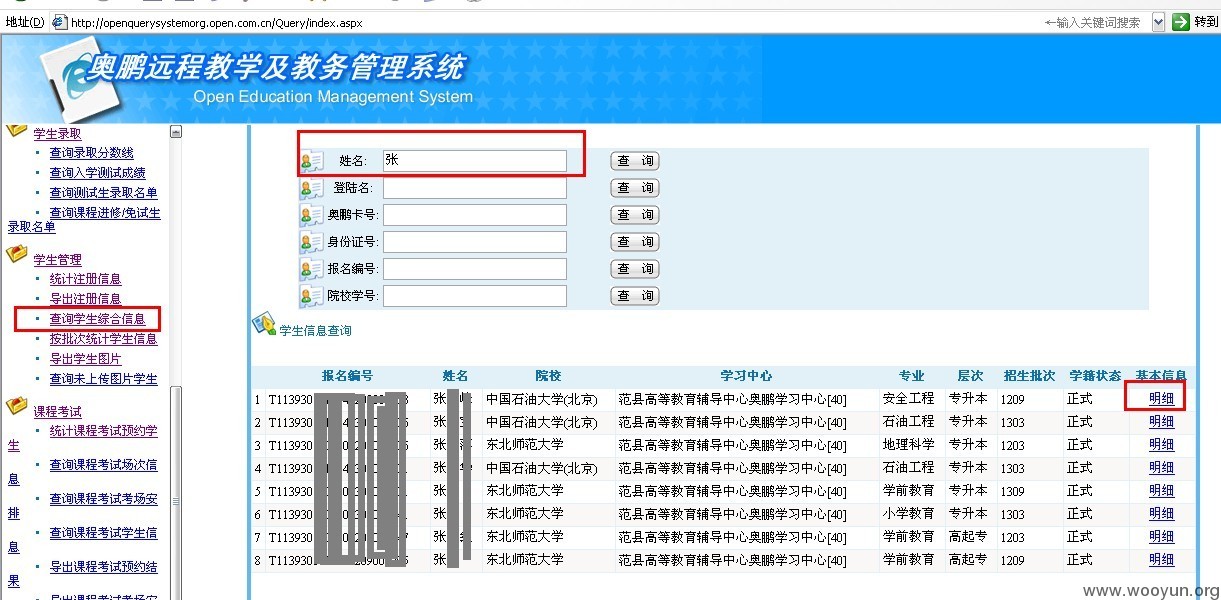 地址(D) http://openquerysystemorg.open.com.cn/Query/index.aspx ←输入关键词搜索 转到
奥鹏远程教学及教务管理系统
Open Education Management System
学生录取
查询录取分数线
查询入学测试成绩
查询测试生录取名单
查询课程进修/免试生
录取名单
学生管理
统计注册信息
导出注册信息
查询学生综合信息
按批次统计学生信息
导出学生图片
查询未上传图片学生
课程考试
统计课程考试预约学
生
查询课程考试场次信
息
查询课程考试考场安
排
查询课程考试学生信
息
导出课程考试预约结
果
姓名: 张 查 询
登陆名: 查 询
奥鹏卡号: 查 询
身份证号: 查 询
报名编号: 查 询
院校学号: 查 询
学生信息查询
报名编号 姓名 院校 学习中心 专业 层次 招生批次 学籍状态 基本信息
1 T113930 张 中国石油大学(北京) 范县高等教育辅导中心奥鹏学习中心[40] 安全工程 专升本 1209 正式 明细
2 T113930 张 中国石油大学(北京) 范县高等教育辅导中心奥鹏学习中心[40] 石油工程 专升本 1303 正式 明细
3 T113930 张 东北师范大学 范县高等教育辅导中心奥鹏学习中心[40] 地理科学 专升本 1203 正式 明细
4 T113930 张 中国石油大学(北京) 范县高等教育辅导中心奥鹏学习中心[40] 石油工程 专升本 1303 正式 明细
5 T113930 张 东北师范大学 范县高等教育辅导中心奥鹏学习中心[40] 学前教育 专升本 1309 正式 明细
6 T113930 张 东北师范大学 范县高等教育辅导中心奥鹏学习中心[40] 小学教育 专升本 1303 正式 明细
7 T113930 张 东北师范大学 范县高等教育辅导中心奥鹏学习中心[40] 学前教育 高起专 1203 正式 明细
8 T113930 张 东北师范大学 范县高等教育辅导中心奥鹏学习中心[40] 学前教育 高起专 1209 正式 明细
www.wooyun.org